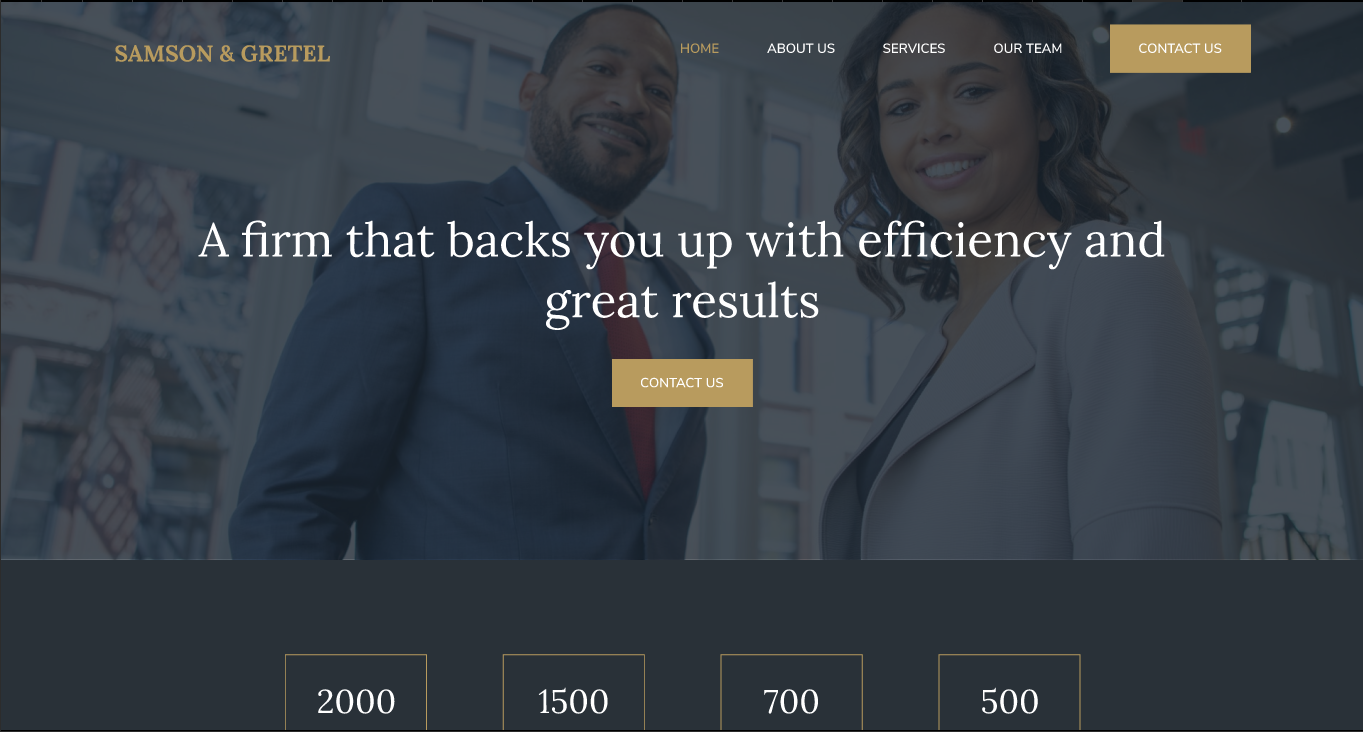 SAMSON & GRETEL
HOME ABOUT US SERVICES OUR TEAM CONTACT US
A firm that backs you up with efficiency and
great results
CONTACT US
2000 1500 700 500